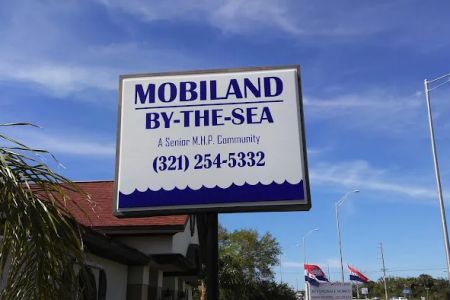 MOBILAND
BY-THE-SEA
A Senior M.H.P. Community
(321) 254-5332